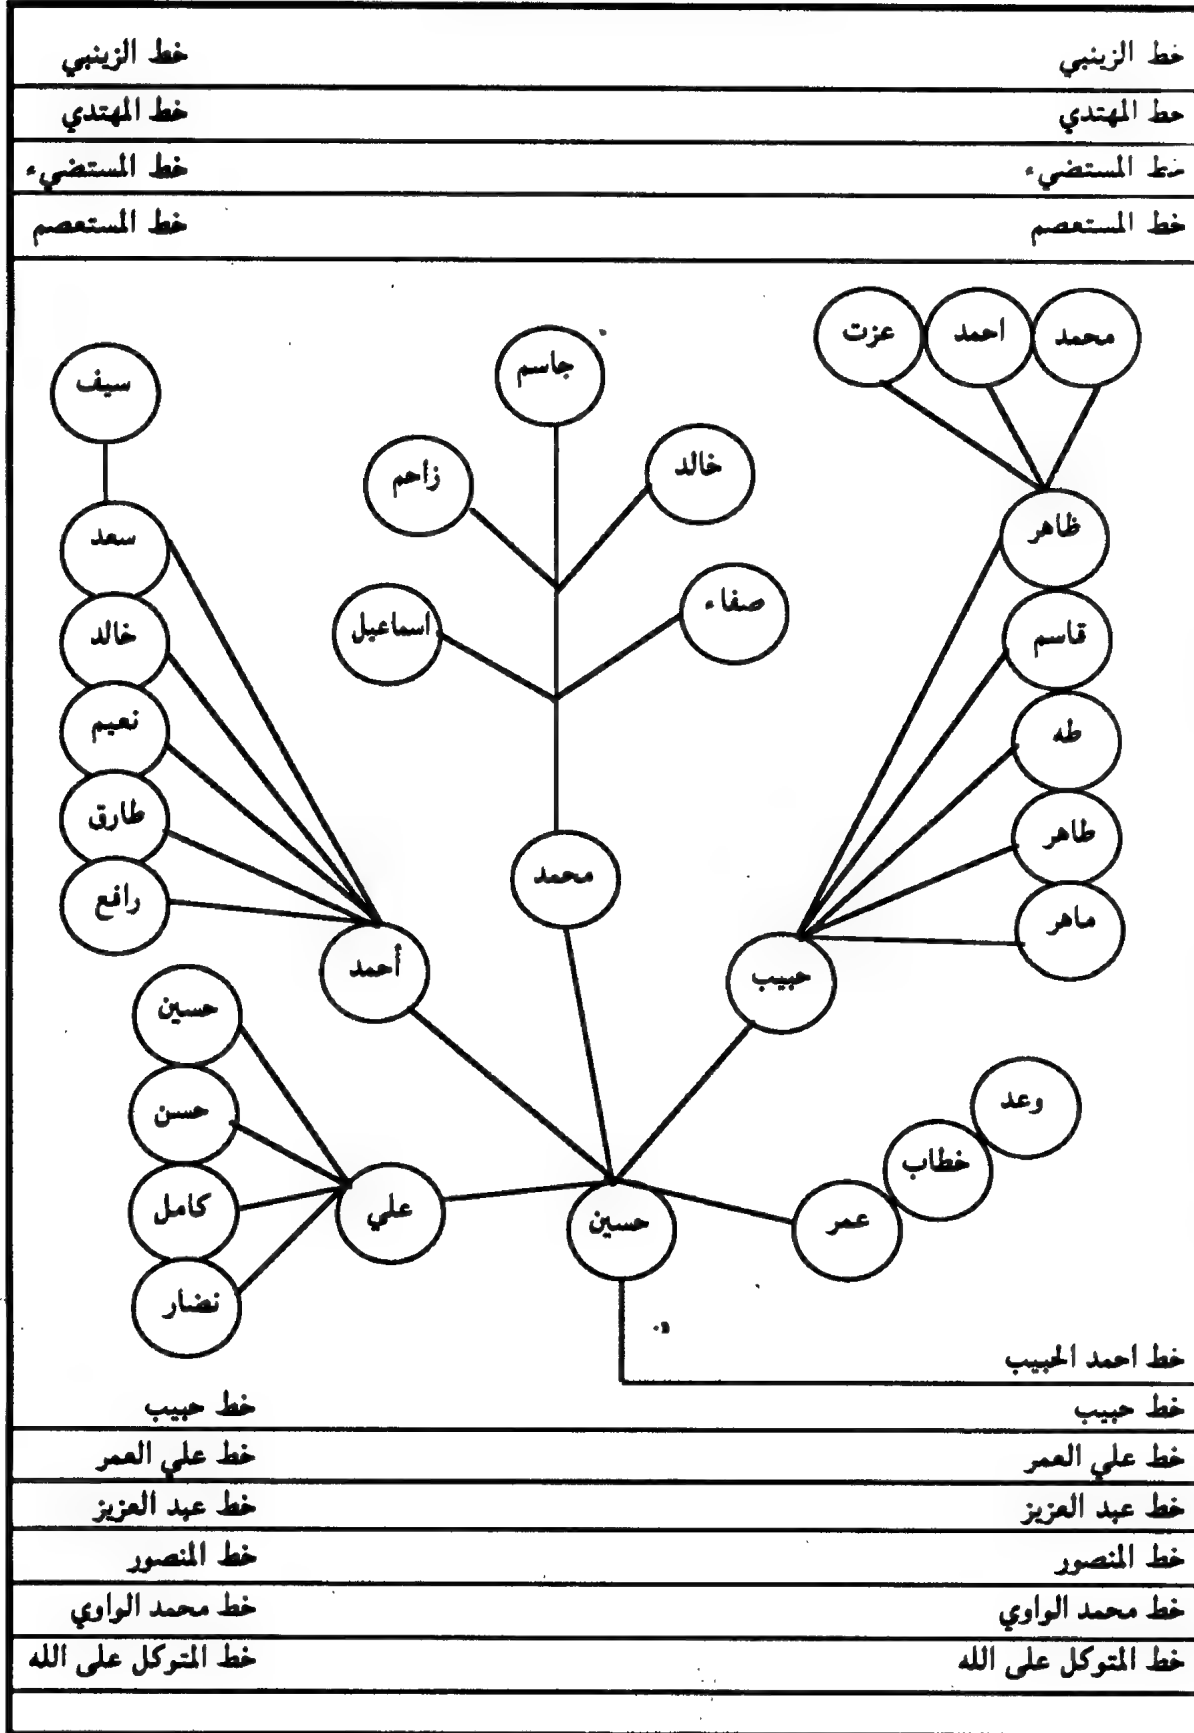 خط الزينبي خط الزينبي
خط المهتدي خط المهتدي
خط المستضيء خط المستضيء
خط المستعصم خط المستعصم
محمد احمد عزت
جاسم
سيف
خالد زاحم
ظاهر
سعد
صفاء اسماعيل
قاسم
خالد
طه
نعيم
طاهر
طارق
محمد
ماهر
رافع
حبيب
أحمد
حسين
وعد
حسن
خطاب
عمر
حسين
علي
كامل
نضار
خط احمد الحبيب
خط حبيب خط حبيب
خط علي العمر خط علي العمر
خط عبد العزيز خط عبد العزيز
خط المنصور خط المنصور
خط محمد الواوي خط محمد الواوي
خط المتوكل على الله خط المتوكل على الله